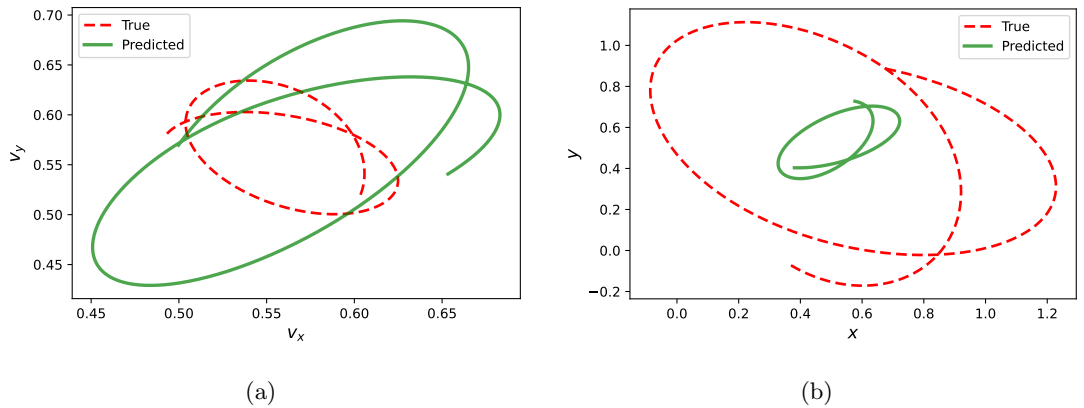 True
Predicted
0.70
0.65
0.60
0.55
0.50
0.45
v_y
0.45 0.50 0.55 0.60 0.65
v_x
(a)
True
Predicted
1.0
0.8
0.6
0.4
0.2
0.0
−0.2
y
0.0 0.2 0.4 0.6 0.8 1.0 1.2
x
(b)